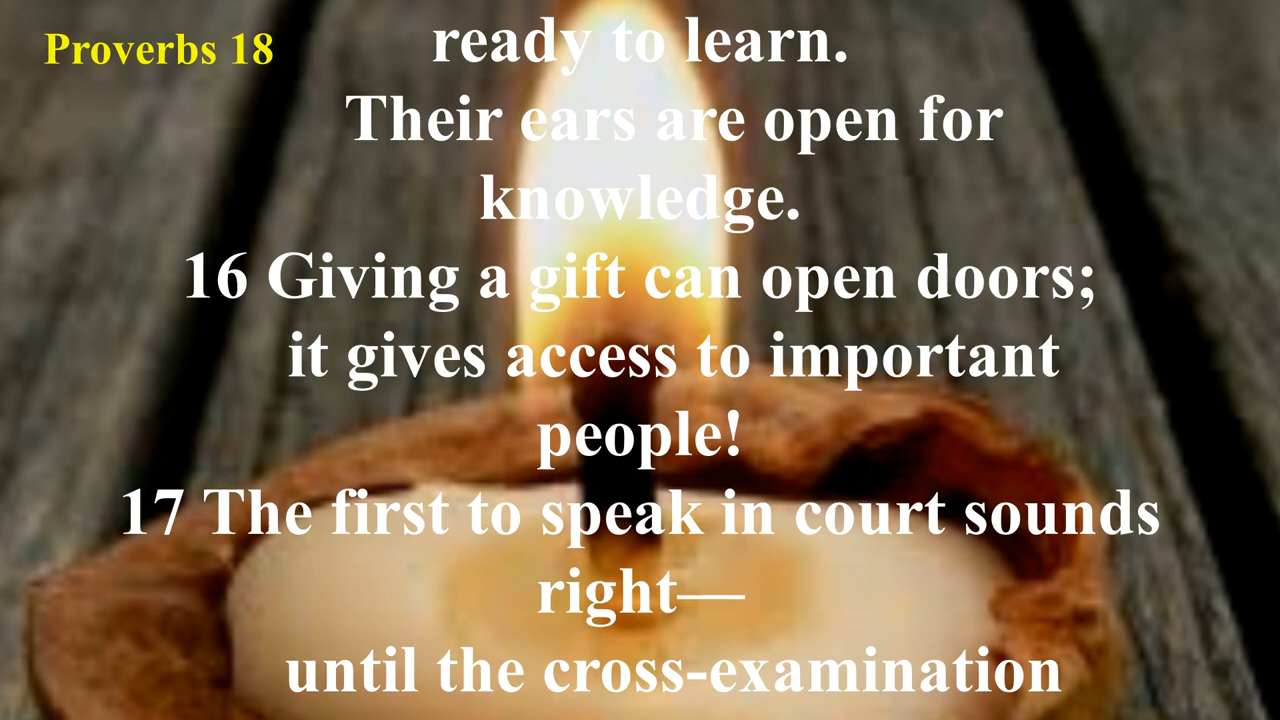 Proverbs 18
ready to learn.
Their ears are open for
knowledge.
16 Giving a gift can open doors;
it gives access to important
people!
17 The first to speak in court sounds
right—
until the cross-examination